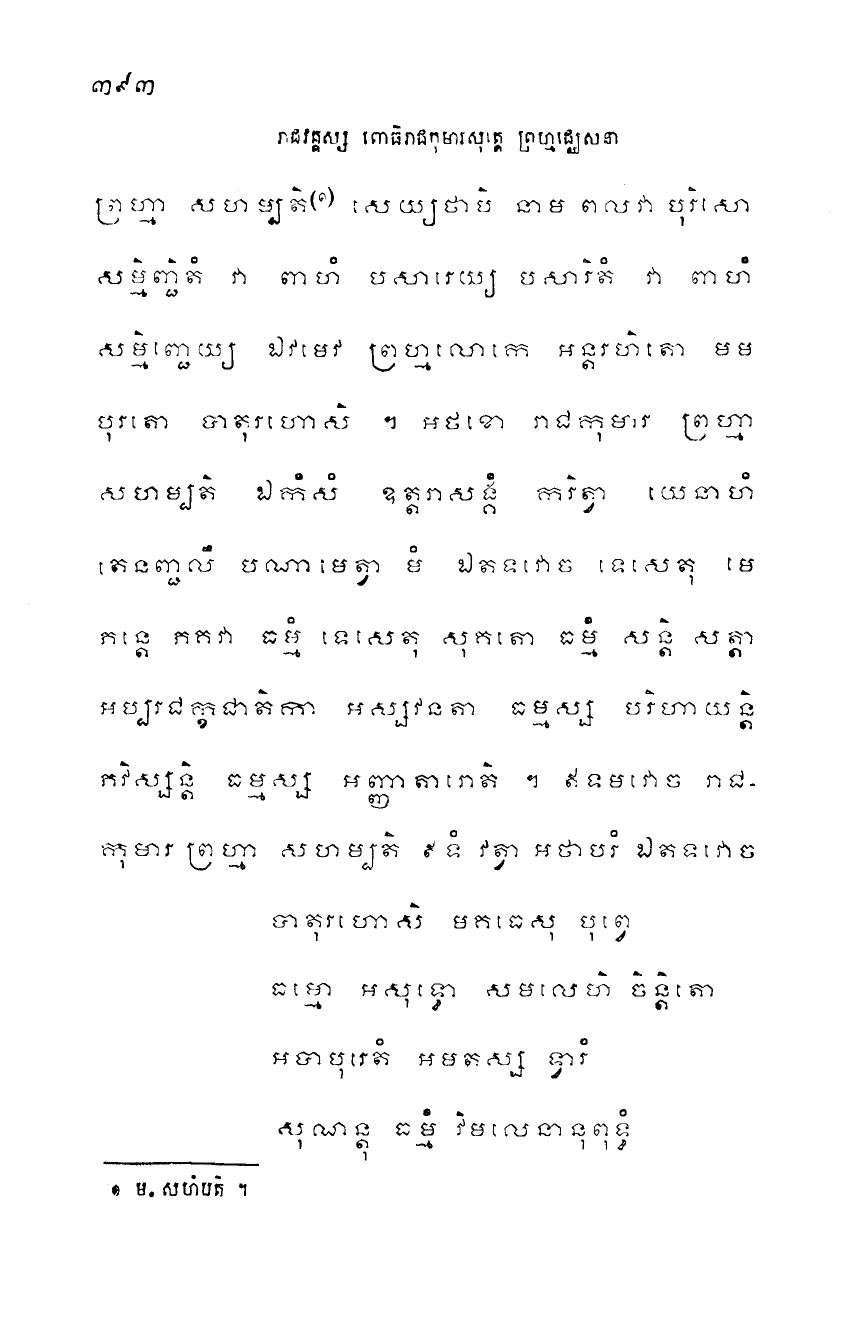 ៣៩៣
រាជវគ្គស្ស ពោធិរាជកុមារសុត្តេ ព្រហ្មជ្ឈេសនា
ព្រហ្មា សហម្បតិ(១) សេយ្យថាបិ នាម ពលវា បុរិសោ
សម្មិញ្ជិតំ វា ពាហំ បសារេយ្យ បសារិតំ វា ពាហំ
សម្មិញ្ជេយ្យ ឯវមេវ ព្រហ្មលោកេ អន្តរហិតោ មម
បុរតោ បាតុរហោសិ ។ អថខោ រាជកុមារ ព្រហ្មា
សហម្បតិ ឯកំសំ ឧត្តរាសង្គំ ករិត្វា យេនាហំ
តេនញ្ជលឹ បណាមេត្វា មំ ឯតទវោច ទេសេតុ មេ
ភន្តេ ភគវា ធម្មំ ទេសេតុ សុគតោ ធម្មំ សន្តិ សត្តា
អប្បរជក្ខជាតិកា អស្សវនតា ធម្មស្ស បរិហាយន្តិ
ភវិស្សន្តិ ធម្មស្ស អញ្ញាតារោតិ ។ ឥទមវោច រាជ-
កុមារ ព្រហ្មា សហម្បតិ ឥទំ វត្វា អថាបរំ ឯតទវោច
បាតុរហោសិ មគធេសុ បុព្វេ
ធម្មោ អសុទ្ធោ សមលេហិ ចិន្តិតោ
អបាបុរេតំ អមតស្ស ទ្វារំ
សុណន្តុ ធម្មំ វិមលេនានុពុទ្ធំ
១ ម. សហំបតិ ។